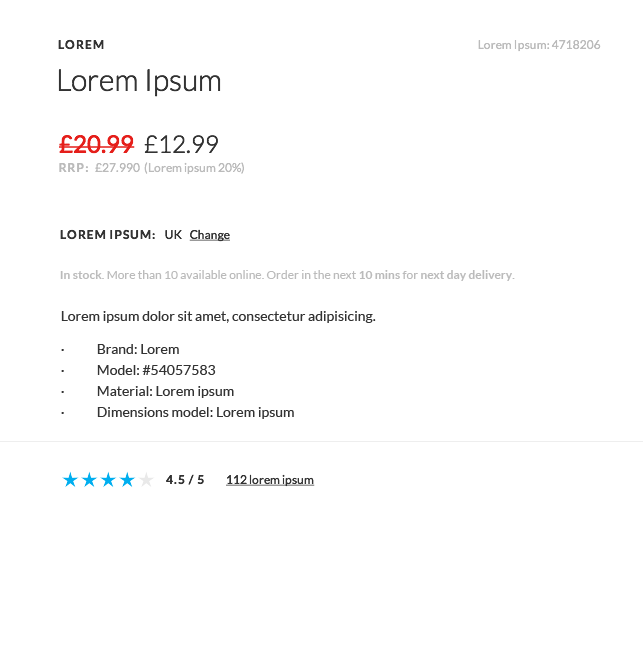 LOREM
Lorem Ipsum: 4718206
Lorem Ipsum
£20.99 £12.99
RRP: £27.990 (Lorem ipsum 20%)
LOREM IPSUM: UK Change
In stock. More than 10 available online. Order in the next 10 mins for next day delivery.
Lorem ipsum dolor sit amet, consectetur adipisicing.
· Brand: Lorem
· Model: #54057583
· Material: Lorem ipsum
· Dimensions model: Lorem ipsum
4.5 / 5 112 lorem ipsum